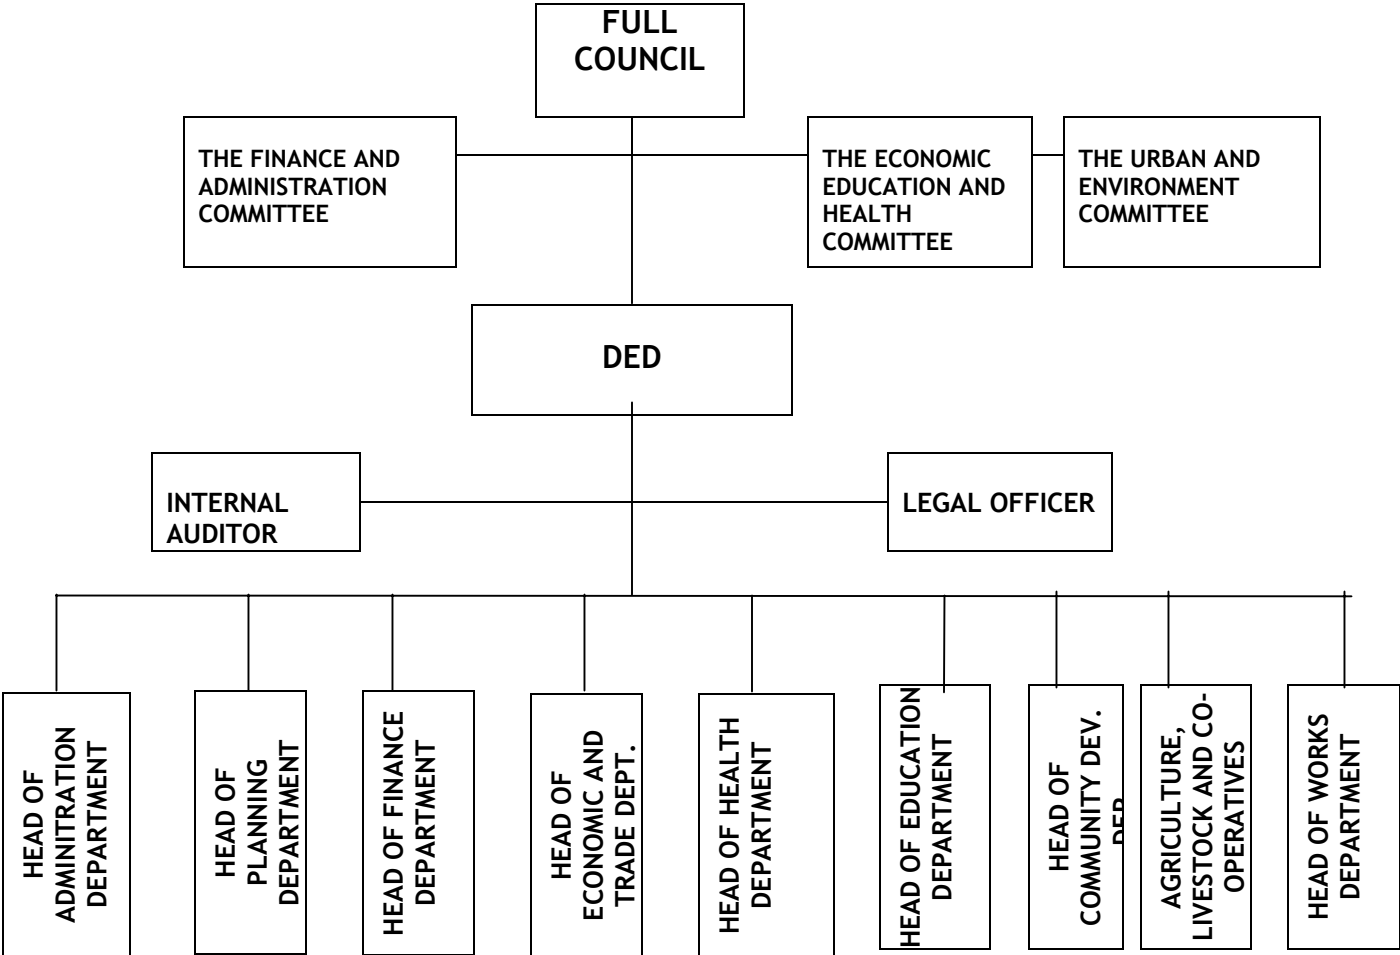 FULL
COUNCIL
THE FINANCE AND
ADMINISTRATION
COMMITTEE
THE ECONOMIC
EDUCATION AND
HEALTH
COMMITTEE
THE URBAN AND
ENVIRONMENT
COMMITTEE
DED
INTERNAL
AUDITOR
LEGAL OFFICER
HEAD OF
ADMINITRATION
DEPARTMENT
HEAD OF
PLANNING
DEPARTMENT
HEAD OF FINANCE
DEPARTMENT
HEAD OF
ECONOMIC AND
TRADE DEPT.
HEAD OF HEALTH
DEPARTMENT
HEAD OF EDUCATION
DEPARTMENT
HEAD OF
COMMUNITY DEV.
AGRICULTURE,
LIVESTOCK AND CO-
OPERATIVES
HEAD OF WORKS
DEPARTMENT